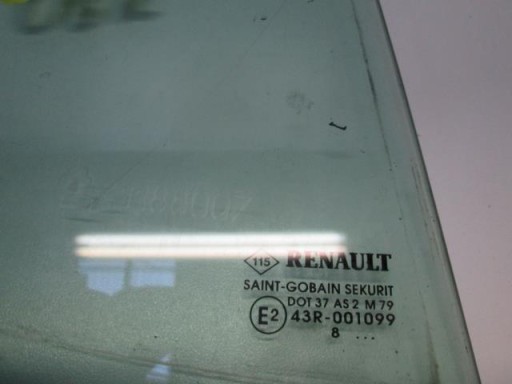 115 RENAULT
SAINT-GOBAIN SEKURIT
DOT 37 AS 2 M 79
E2 43R-001099
8 ...